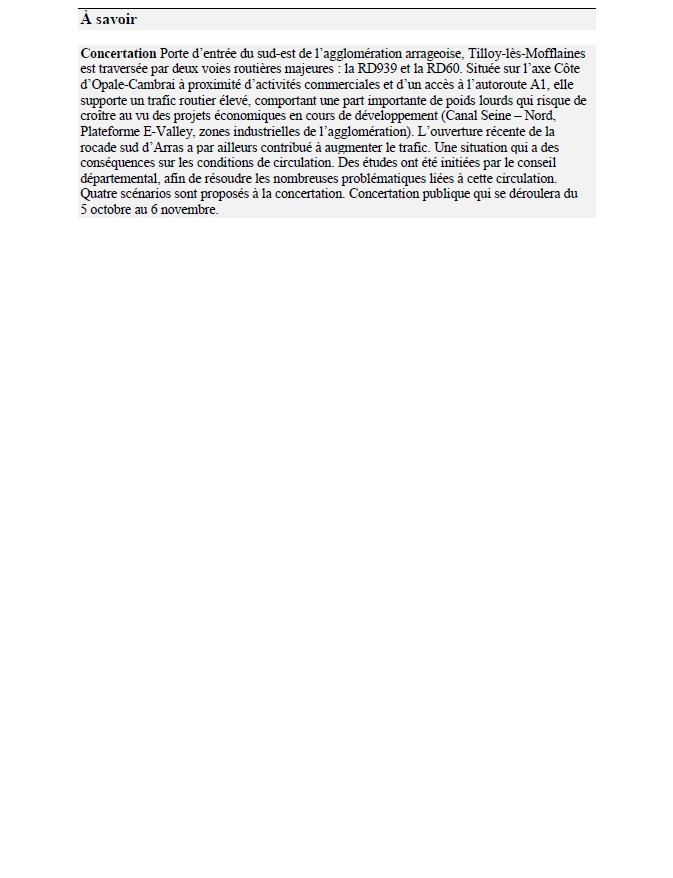 À savoir
Concertation Porte d’entrée du sud-est de l’agglomération arrageoise, Tilloy-lès-Mofflaines
est traversée par deux voies routières majeures : la RD939 et la RD60. Située sur l’axe Côte
d’Opale-Cambrai à proximité d’activités commerciales et d’un accès à l’autoroute A1, elle
supporte un trafic routier élevé, comportant une part importante de poids lourds qui risque de
croître au vu des projets économiques en cours de développement (Canal Seine – Nord,
Plateforme E-Valley, zones industrielles de l’agglomération). L’ouverture récente de la
rocade sud d’Arras a par ailleurs contribué à augmenter le trafic. Une situation qui a des
conséquences sur les conditions de circulation. Des études ont été initiées par le conseil
départemental, afin de résoudre les nombreuses problématiques liées à cette circulation.
Quatre scénarios sont proposés à la concertation. Concertation publique qui se déroulera du
5 octobre au 6 novembre.